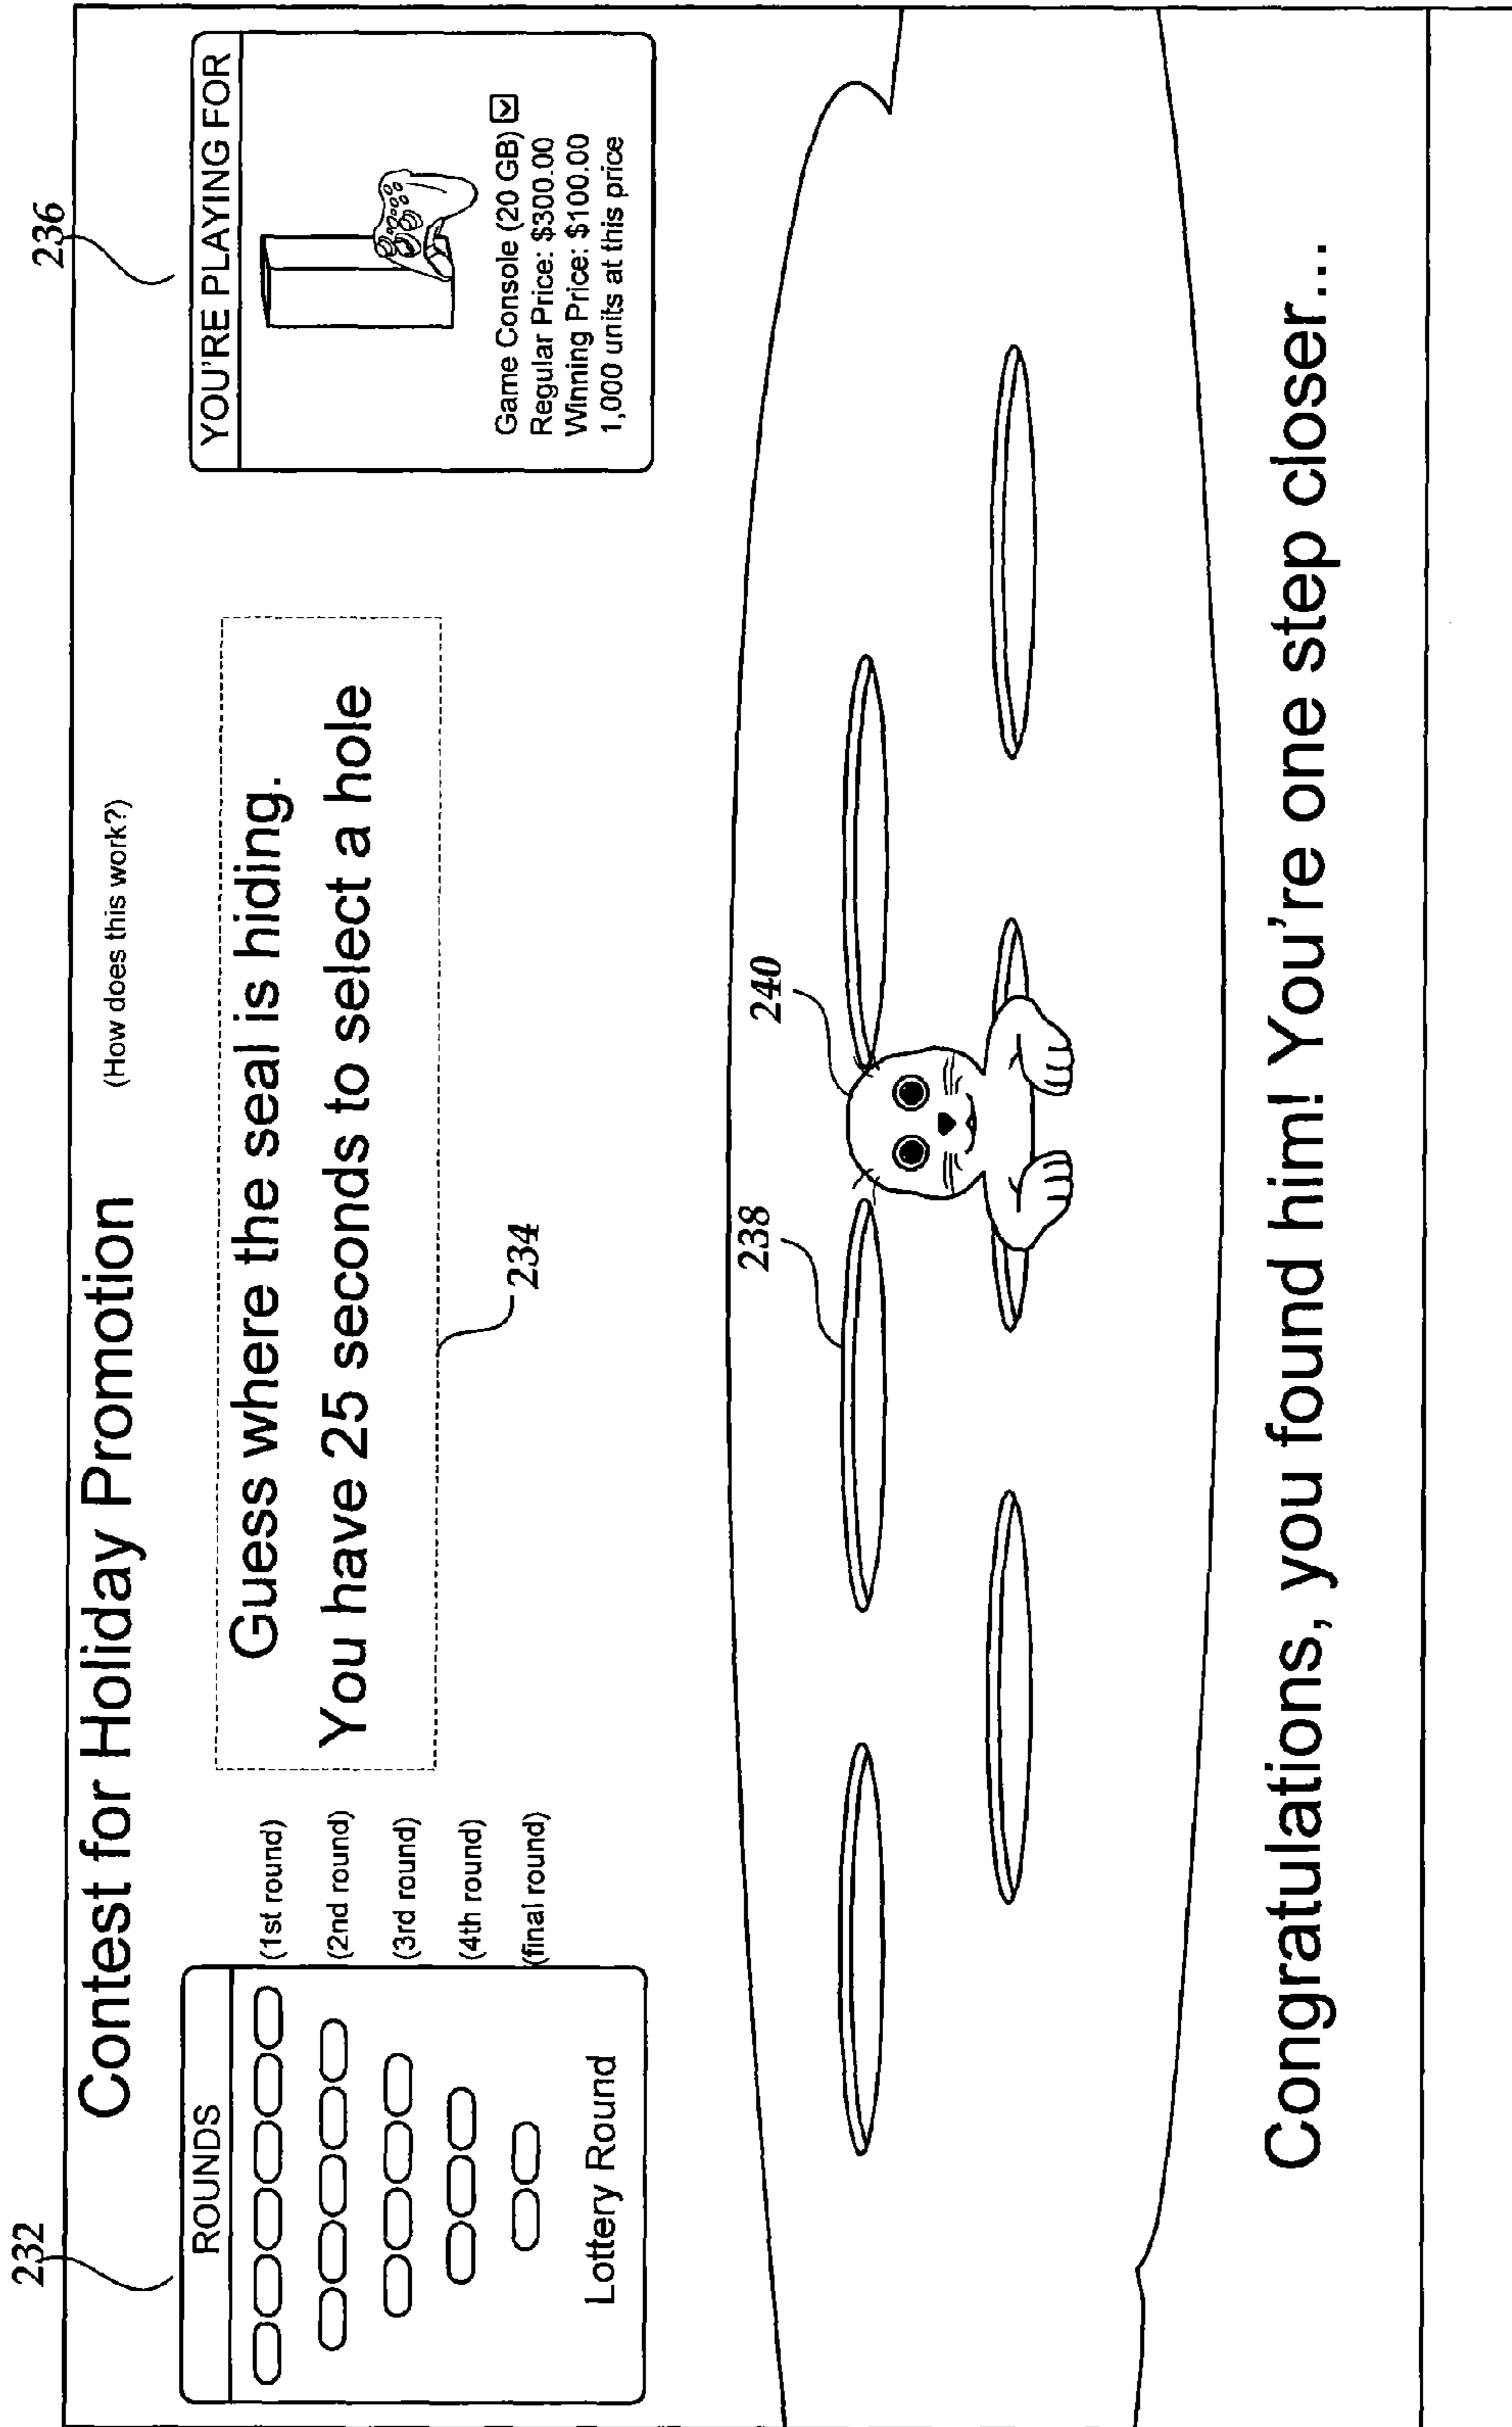 Contest for Holiday Promotion
(How does this work?)
232
ROUNDS
(1st round)
(2nd round)
(3rd round)
(4th round)
(final round)
Lottery Round
Guess where the seal is hiding.
You have 25 seconds to select a hole
234
236
YOU'RE PLAYING FOR
Game Console (20 GB)
Regular Price: $300.00
Winning Price: $100.00
1,000 units at this price
238
240
Congratulations, you found him! You're one step closer...